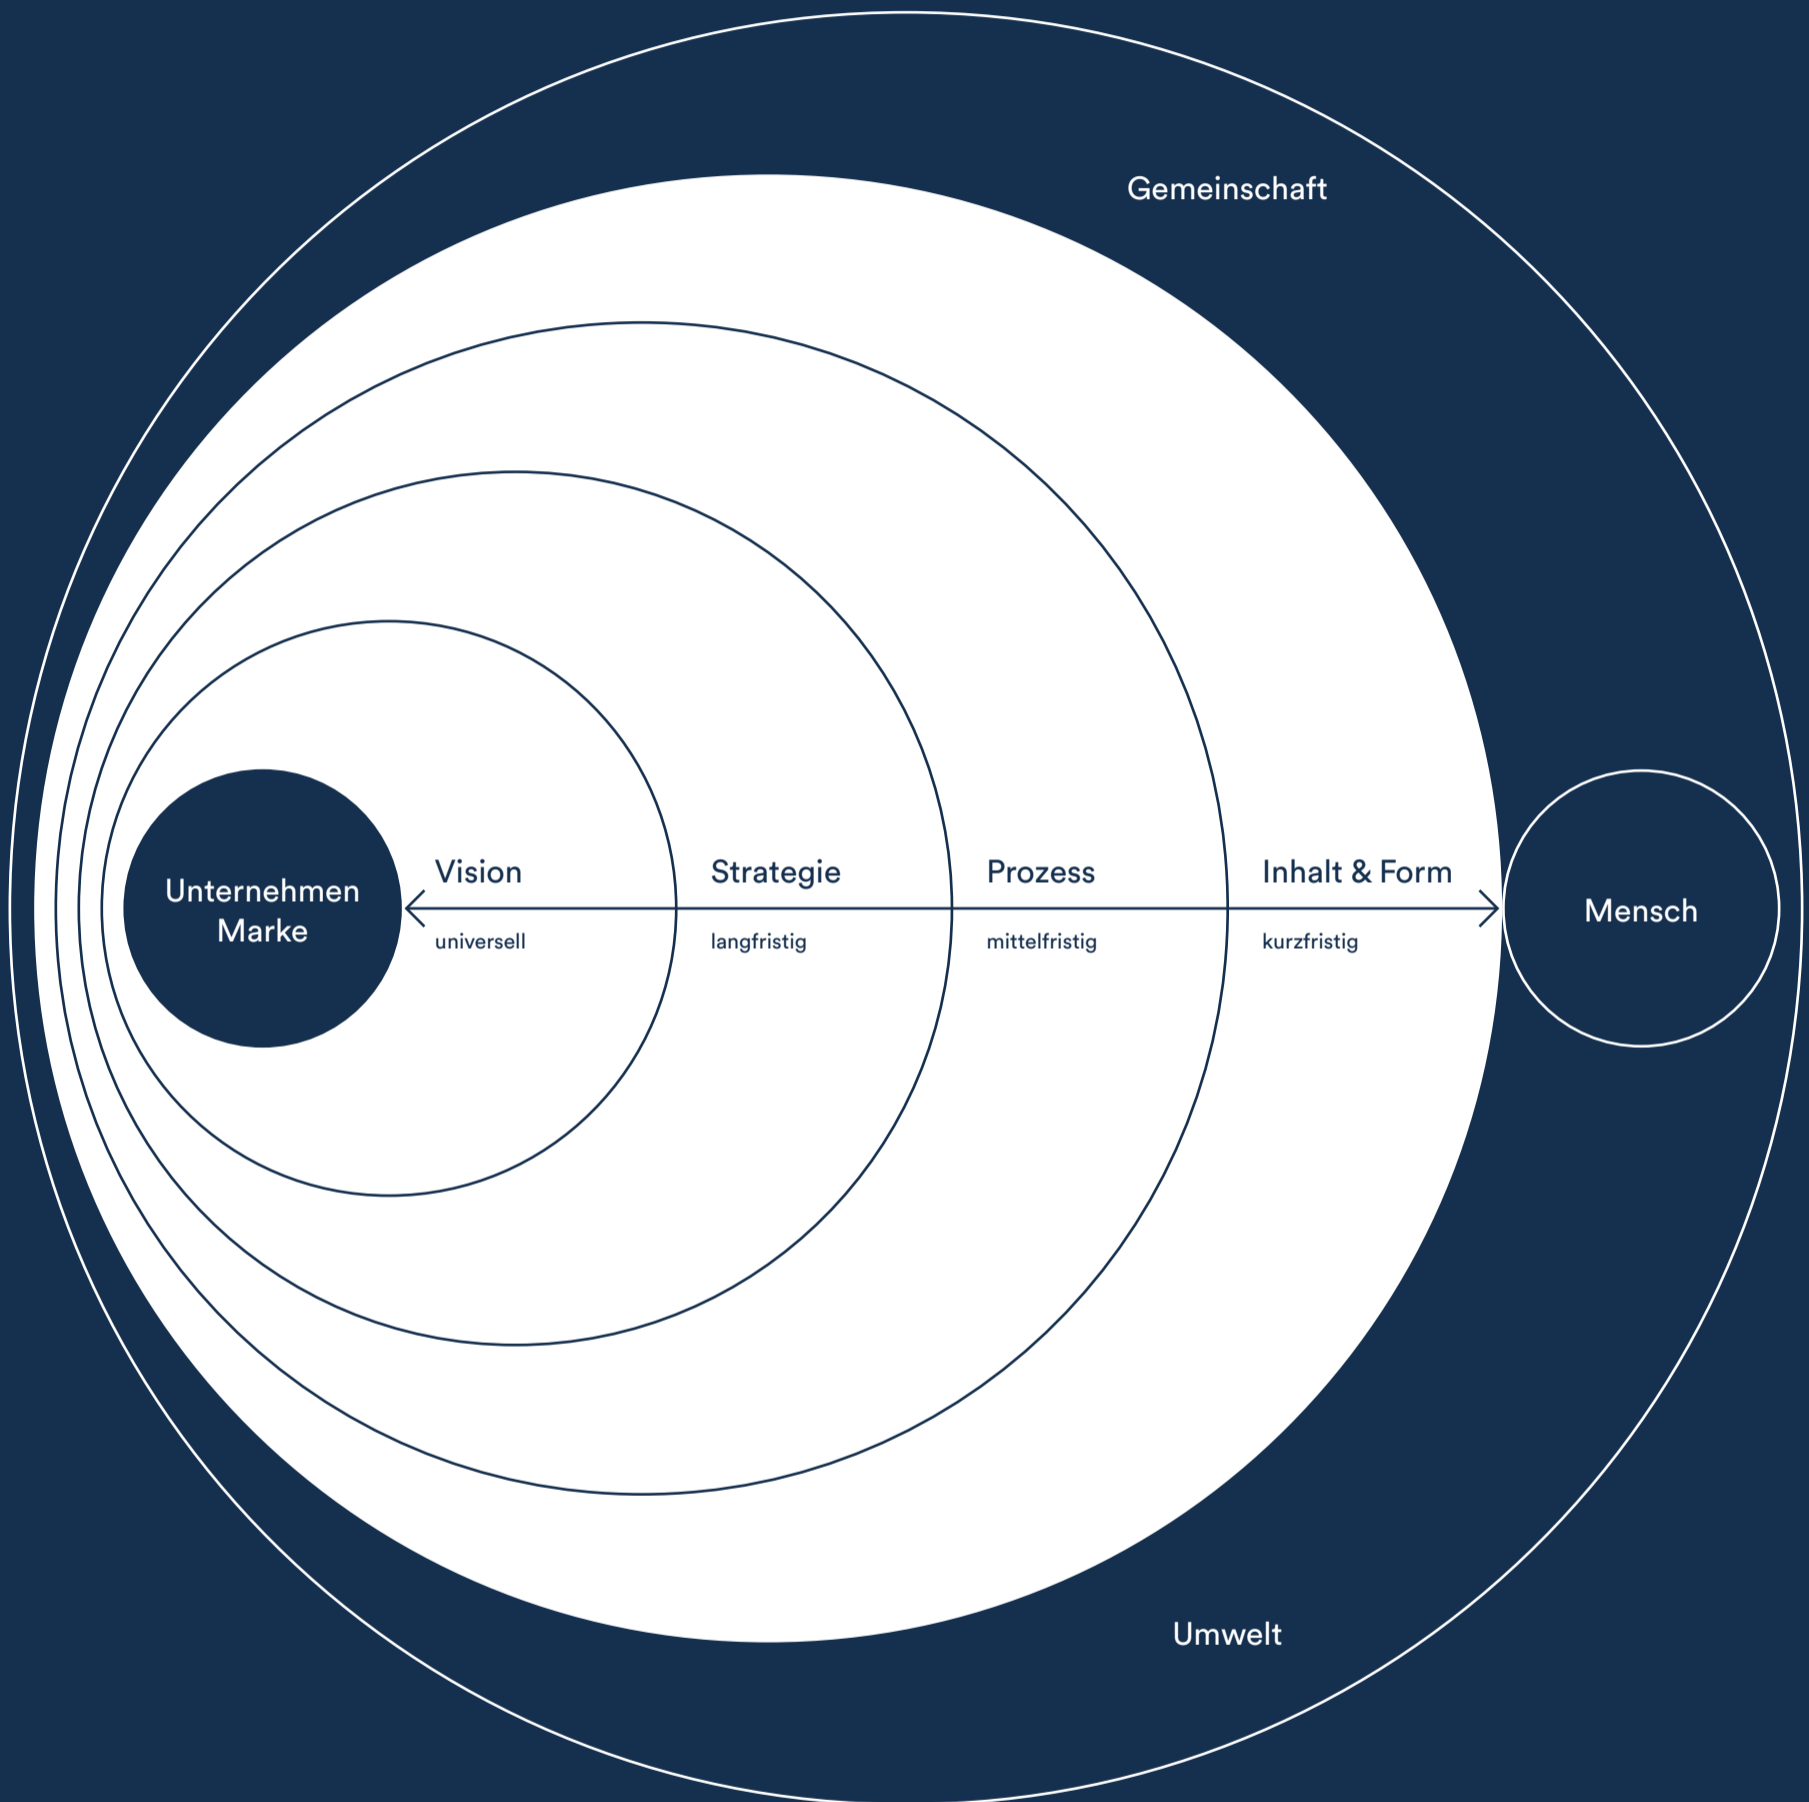 Gemeinschaft
Unternehmen
Marke
Vision
universell
Strategie
langfristig
Prozess
mittelfristig
Inhalt & Form
kurzfristig
Mensch
Umwelt